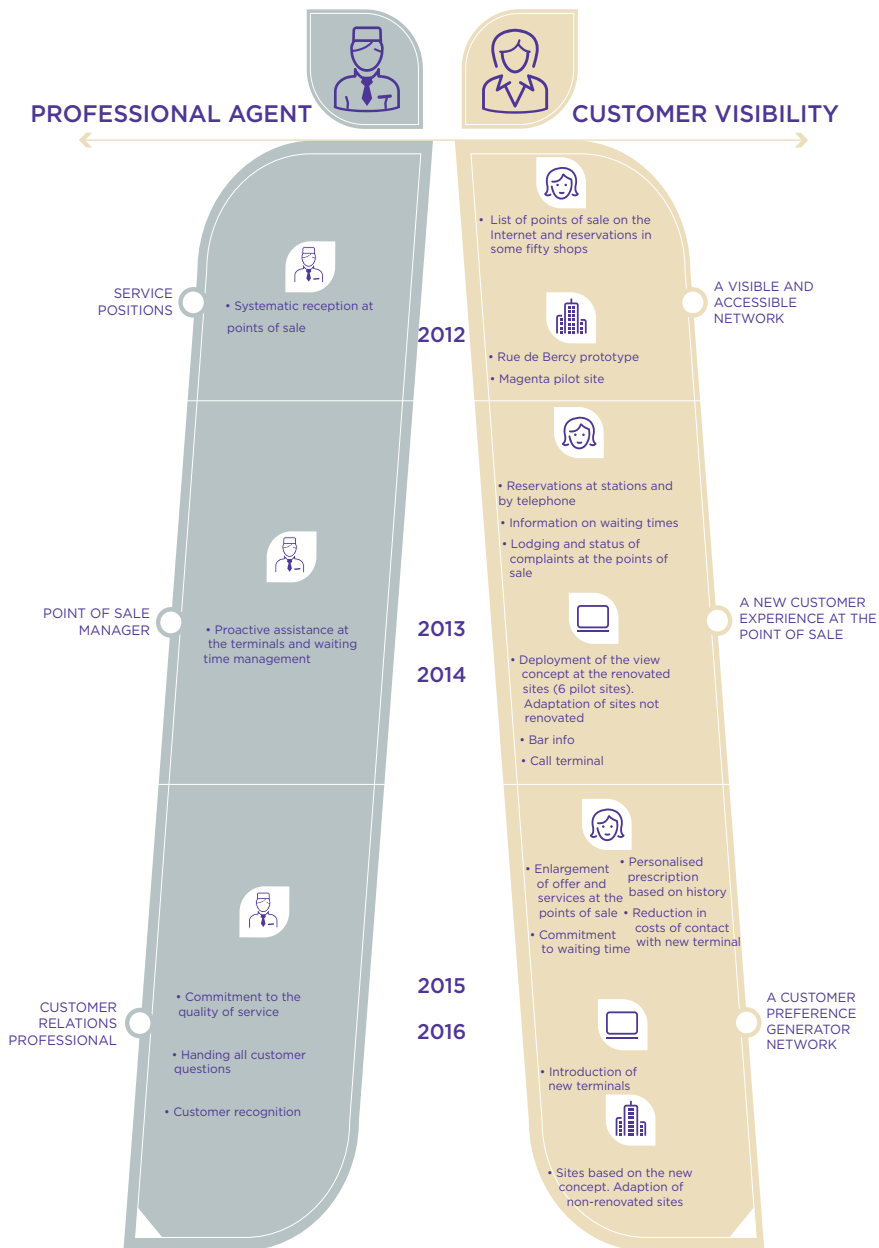 PROFESSIONAL AGENT
CUSTOMER VISIBILITY
SERVICE
POSITIONS
• Systematic reception at
points of sale
2012
• List of points of sale on the
Internet and reservations in
some fifty shops
• Rue de Bercy prototype
• Magenta pilot site
A VISIBLE AND
ACCESSIBLE
NETWORK
POINT OF SALE
MANAGER
• Proactive assistance at
the terminals and waiting
time management
2013
2014
• Reservations at stations and
by telephone
• Information on waiting times
• Lodging and status of
complaints at the points of
sale
• Deployment of the view
concept at the renovated
sites (6 pilot sites).
Adaptation of sites not
renovated
• Bar info
• Call terminal
A NEW CUSTOMER
EXPERIENCE AT THE
POINT OF SALE
CUSTOMER
RELATIONS
PROFESSIONAL
• Commitment to the
quality of service
• Handing all customer
questions
• Customer recognition
2015
2016
• Enlargement
of offer and
services at the
points of sale
• Commitment
to waiting time
• Personalised
prescription
based on history
• Reduction in
costs of contact
with new terminal
• Introduction of
new terminals
• Sites based on the new
concept. Adaption of
non-renovated sites
A CUSTOMER
PREFERENCE
GENERATOR
NETWORK